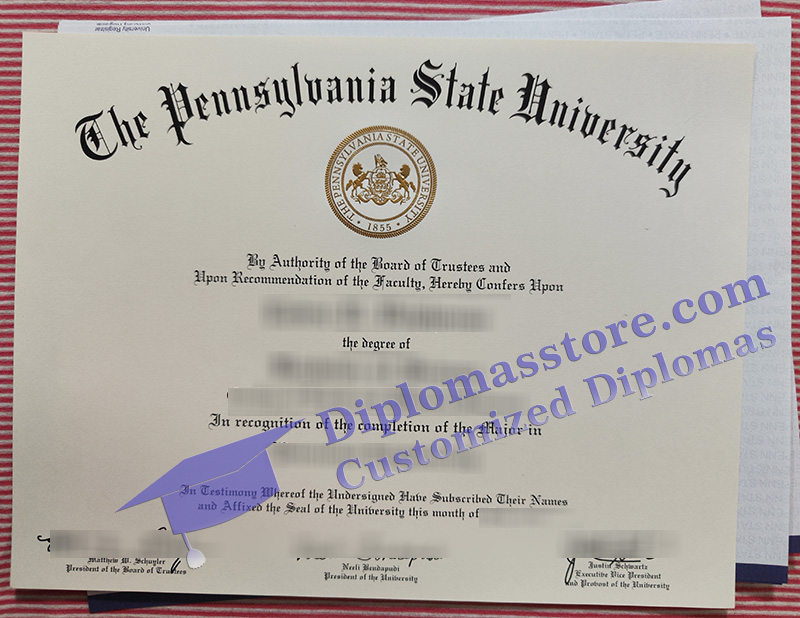 University Registrar
The Pennsylvania State University
THE PENNSYLVANIA STATE UNIVERSITY
1855
By Authority of the Board of Trustees and
Upon Recommendation of the Faculty, Hereby Confers Upon
the degree of
Diplomasstore.com
Customized Diplomas
In recognition of the completion of the Major in
In Testimony Whereof the Undersigned Have Subscribed Their Names
and Affixed the Seal of the University this month of
Matthew W. Schuyler
President of the Board of Trustees
Neeli Bendapudi
President of the University
Justin Schwartz
Executive Vice President
and Provost of the University